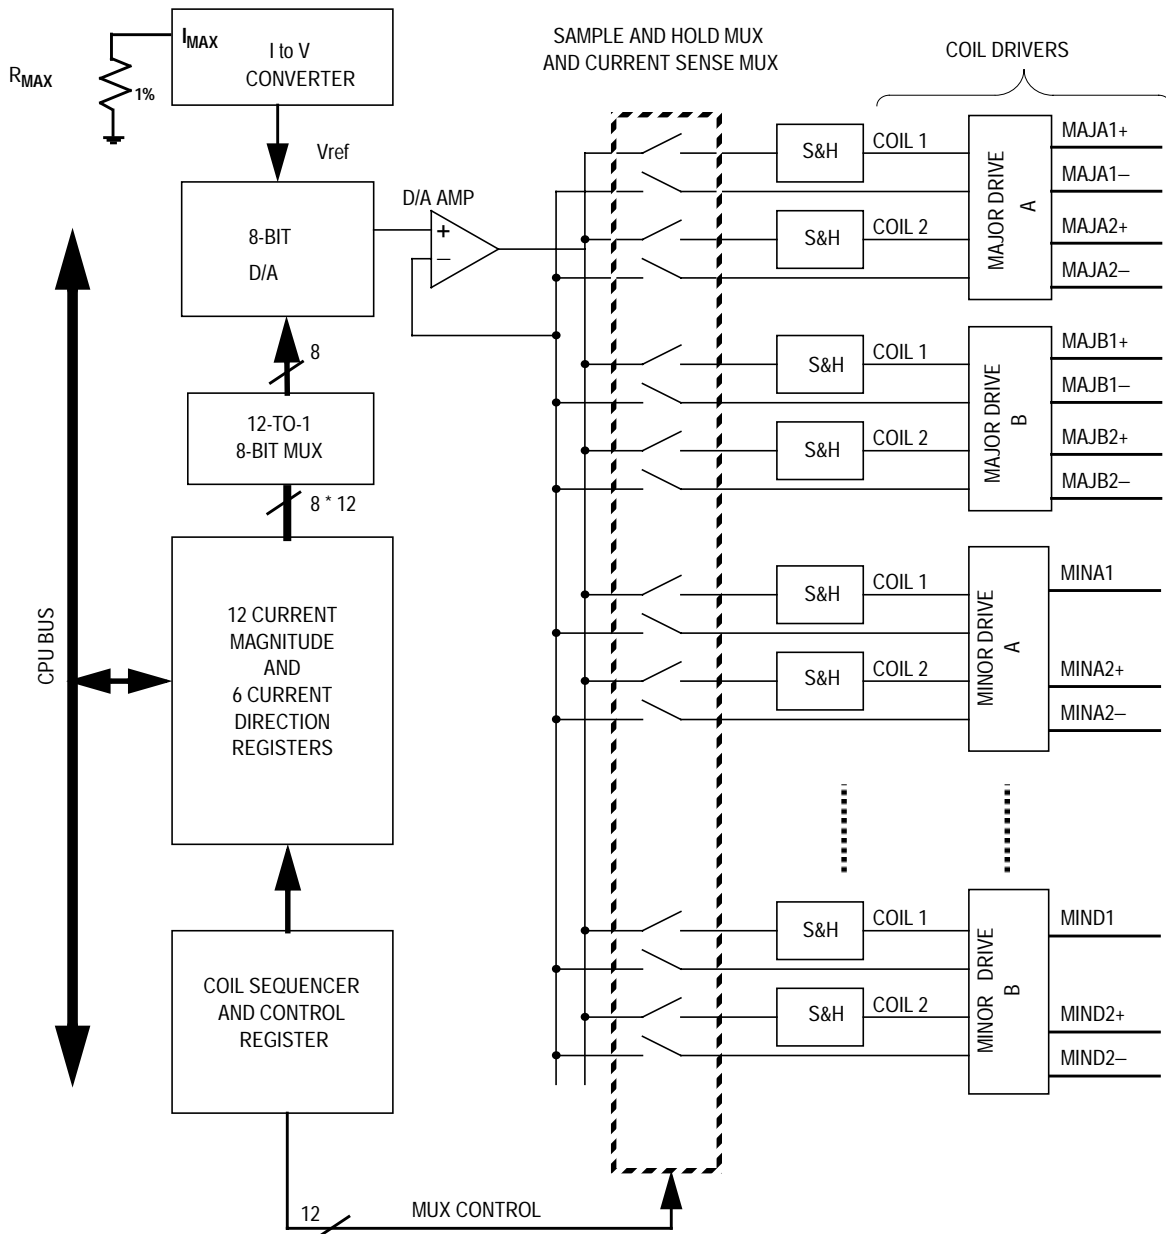 I_MAX
I to V
CONVERTER
R_MAX
1%
Vref
8-BIT
D/A
D/A AMP
+
–
8
12-TO-1
8-BIT MUX
8 * 12
12 CURRENT
MAGNITUDE
AND
6 CURRENT
DIRECTION
REGISTERS
CPU BUS
COIL SEQUENCER
AND CONTROL
REGISTER
12
MUX CONTROL
SAMPLE AND HOLD MUX
AND CURRENT SENSE MUX
COIL DRIVERS
S&H
COIL 1
S&H
COIL 2
MAJOR DRIVE
A
MAJA1+
MAJA1–
MAJA2+
MAJA2–
S&H
COIL 1
S&H
COIL 2
MAJOR DRIVE
B
MAJB1+
MAJB1–
MAJB2+
MAJB2–
S&H
COIL 1
S&H
COIL 2
MINOR DRIVE
A
MINA1
MINA2+
MINA2–
S&H
COIL 1
S&H
COIL 2
MINOR DRIVE
B
MIND1
MIND2+
MIND2–